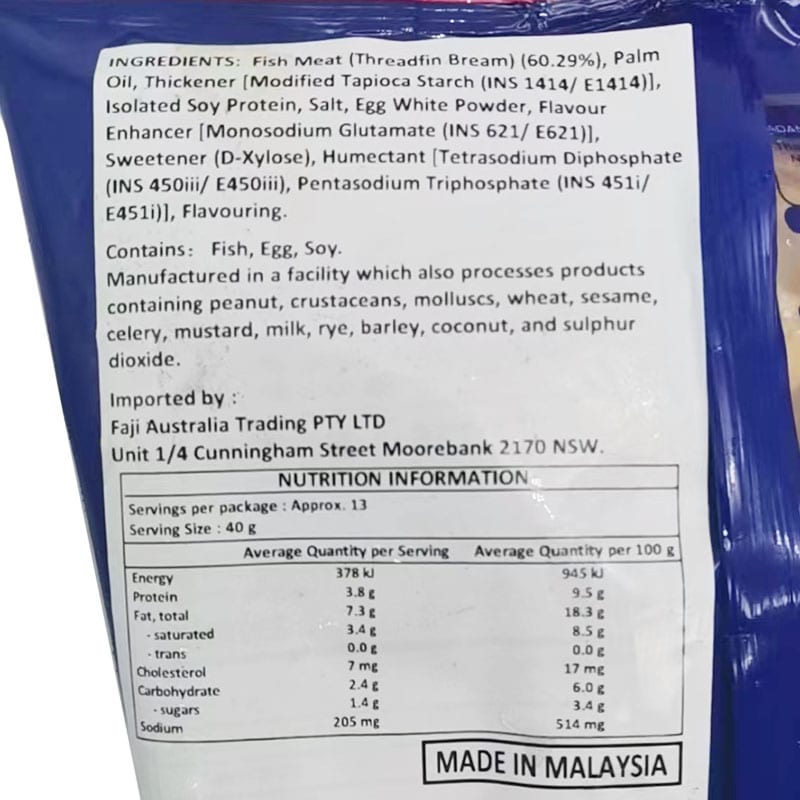 INGREDIENTS: Fish Meat (Threadfin Bream) (60.29%), Palm
Oil, Thickener [Modified Tapioca Starch (INS 1414/ E1414)],
Isolated Soy Protein, Salt, Egg White Powder, Flavour
Enhancer [Monosodium Glutamate (INS 621/ E621)],
Sweetener (D-Xylose), Humectant [Tetrasodium Diphosphate
(INS 450iii/ E450iii), Pentasodium Triphosphate (INS 451i/
E451i)], Flavouring.
Contains: Fish, Egg, Soy.
Manufactured in a facility which also processes products
containing peanut, crustaceans, molluscs, wheat, sesame,
celery, mustard, milk, rye, barley, coconut, and sulphur
dioxide.
Imported by :
Faji Australia Trading PTY LTD
Unit 1/4 Cunningham Street Moorebank 2170 NSW.
NUTRITION INFORMATION
Servings per package : Approx. 13
Serving Size : 40 g
Average Quantity per Serving Average Quantity per 100 g
Energy 378 kJ 945 kJ
Protein 3.8 g 9.5 g
Fat, total 7.3 g 18.3 g
- saturated 3.4 g 8.5 g
- trans 0.0 g 0.0 g
Cholesterol 7 mg 17 mg
Carbohydrate 2.4 g 6.0 g
- sugars 1.4 g 3.4 g
Sodium 205 mg 514 mg
MADE IN MALAYSIA